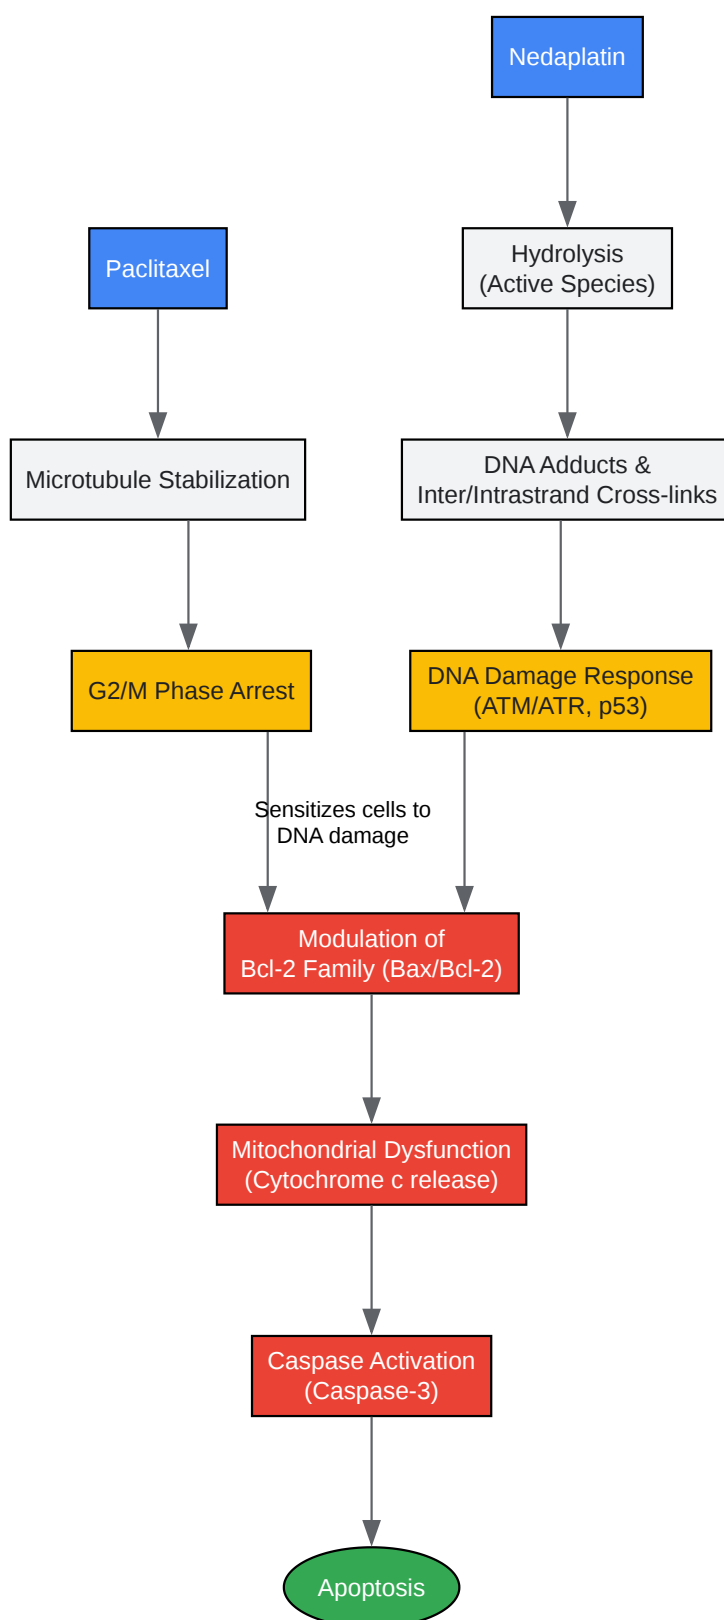 Nedaplatin
Paclitaxel
Hydrolysis
(Active Species)
Microtubule Stabilization
DNA Adducts &
Inter/Intrastrand Cross-links
G2/M Phase Arrest
DNA Damage Response
(ATM/ATR, p53)
Sensitizes cells to
DNA damage
Modulation of
Bcl-2 Family (Bax/Bcl-2)
Mitochondrial Dysfunction
(Cytochrome c release)
Caspase Activation
(Caspase-3)
Apoptosis